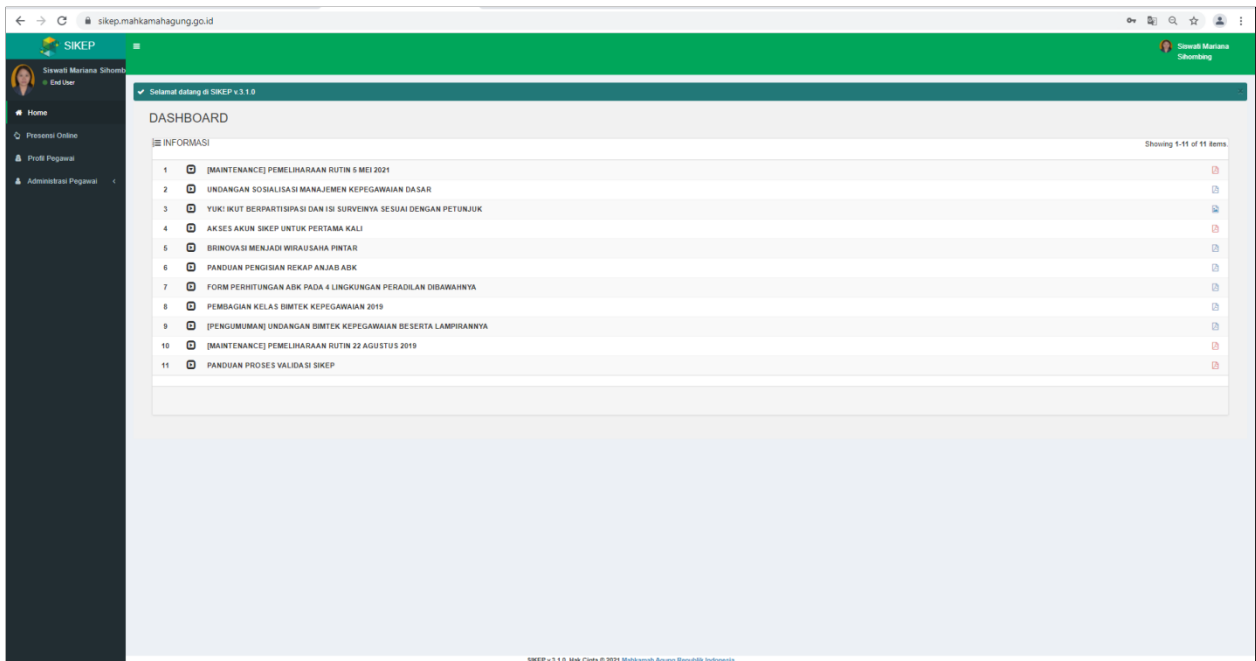 sikep.mahkamahagung.go.id
SIKEP
Siswati Mariana
Sihombing
Siswati Mariana Sihomb
End User
Selamat datang di SIKEP v.3.1.0
Home
Presensi Online
Profil Pegawai
Administrasi Pegawai
DASHBOARD
INFORMASI
Showing 1-11 of 11 items.
1 [MAINTENANCE] PEMELIHARAAN RUTIN 5 MEI 2021
2 UNDANGAN SOSIALISASI MANAJEMEN KEPEGAWAIAN DASAR
3 YUK! IKUT BERPARTISIPASI DAN ISI SURVEINYA SESUAI DENGAN PETUNJUK
4 AKSES AKUN SIKEP UNTUK PERTAMA KALI
5 BRINOVASI MENJADI WIRAUSAHA PINTAR
6 PANDUAN PENGISIAN REKAP ANJAB ABK
7 FORM PERHITUNGAN ABK PADA 4 LINGKUNGAN PERADILAN DIBAWAHNYA
8 PEMBAGIAN KELAS BIMTEK KEPEGAWAIAN 2019
9 [PENGUMUMAN] UNDANGAN BIMTEK KEPEGAWAIAN BESERTA LAMPIRANNYA
10 [MAINTENANCE] PEMELIHARAAN RUTIN 22 AGUSTUS 2019
11 PANDUAN PROSES VALIDASI SIKEP
SIKEP v.3.1.0, Hak Cipta © 2021 Mahkamah Agung Republik Indonesia